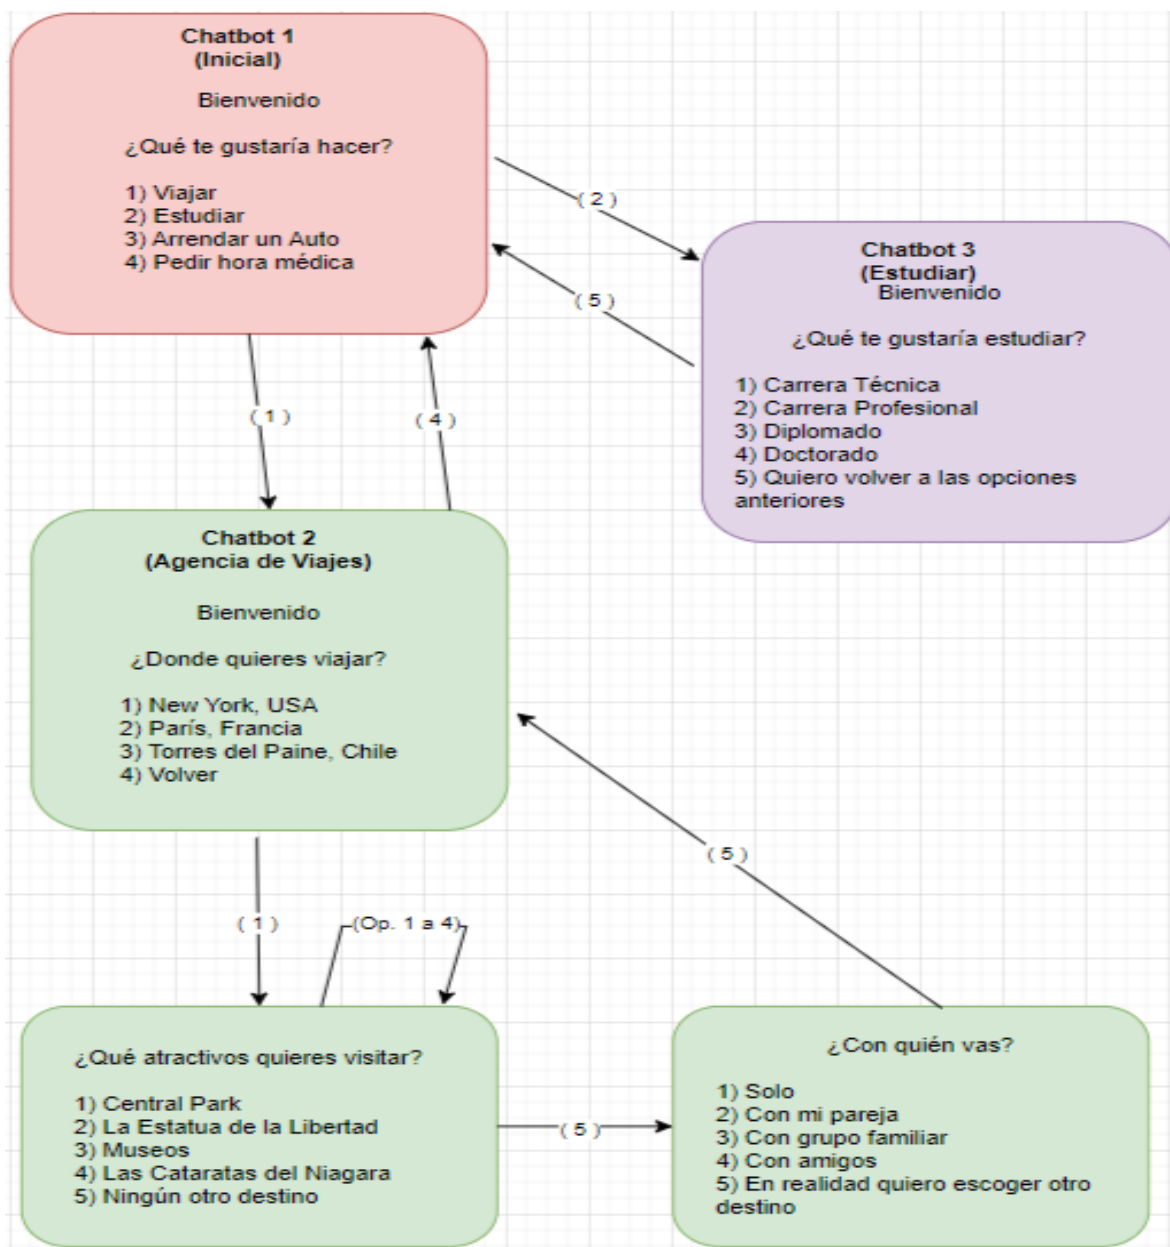 Chatbot 1
(Inicial)
Bienvenido
¿Qué te gustaría hacer?
1) Viajar
2) Estudiar
3) Arrendar un Auto
4) Pedir hora médica
( 2 )
( 5 )
Chatbot 3
(Estudiar)
Bienvenido
¿Qué te gustaría estudiar?
1) Carrera Técnica
2) Carrera Profesional
3) Diplomado
4) Doctorado
5) Quiero volver a las opciones
anteriores
( 1 )
( 4 )
Chatbot 2
(Agencia de Viajes)
Bienvenido
¿Donde quieres viajar?
1) New York, USA
2) París, Francia
3) Torres del Paine, Chile
4) Volver
( 5 )
( 1 )
(Op. 1 a 4)
¿Qué atractivos quieres visitar?
1) Central Park
2) La Estatua de la Libertad
3) Museos
4) Las Cataratas del Niagara
5) Ningún otro destino
( 5 )
¿Con quién vas?
1) Solo
2) Con mi pareja
3) Con grupo familiar
4) Con amigos
5) En realidad quiero escoger otro
destino